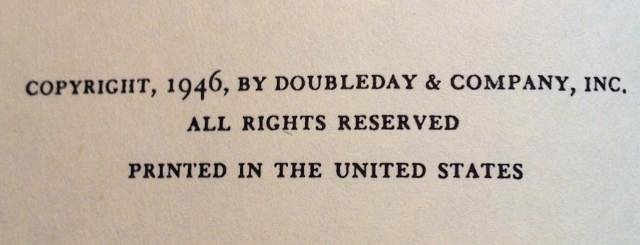 COPYRIGHT, 1946, BY DOUBLEDAY & COMPANY, INC.
ALL RIGHTS RESERVED
PRINTED IN THE UNITED STATES